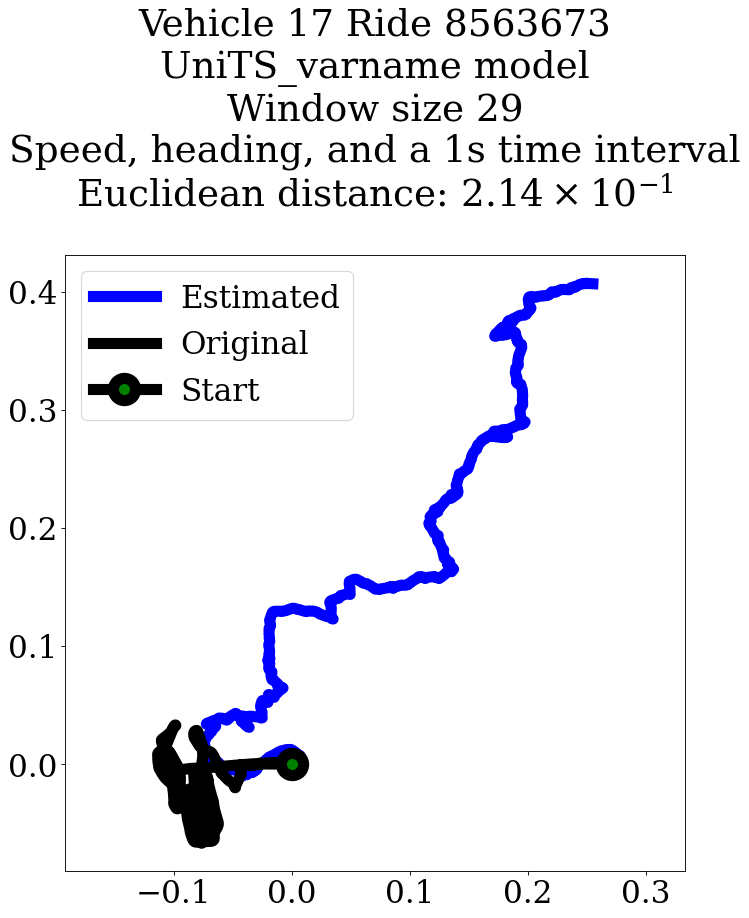 Vehicle 17 Ride 8563673
UniTS_varname model
Window size 29
Speed, heading, and a 1s time interval
Euclidean distance: 2.14 × 10⁻¹
Estimated
Original
Start
0.4
0.3
0.2
0.1
0.0
−0.1 0.0 0.1 0.2 0.3